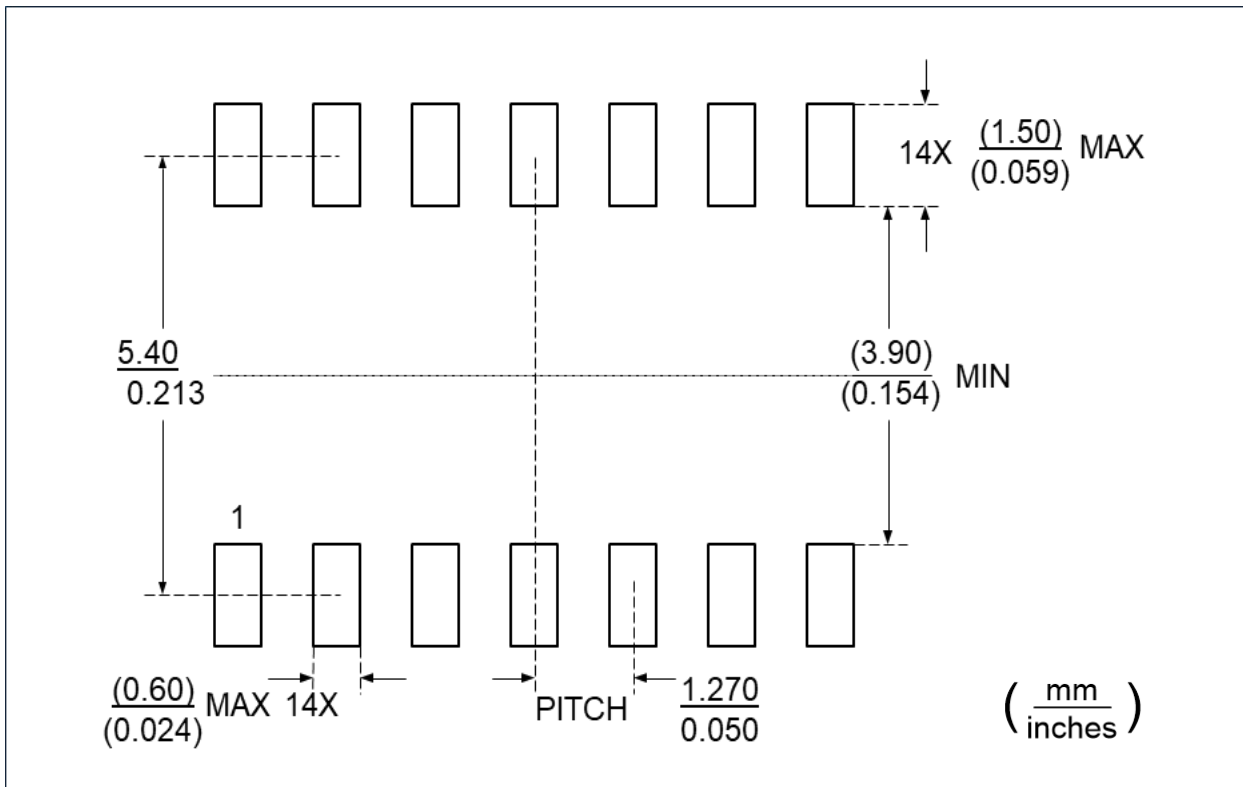 14X (1.50) MAX
(0.059)
5.40
0.213
(3.90) MIN
(0.154)
1
(0.60) MAX 14X
(0.024)
PITCH 1.270
0.050
(mm
inches)